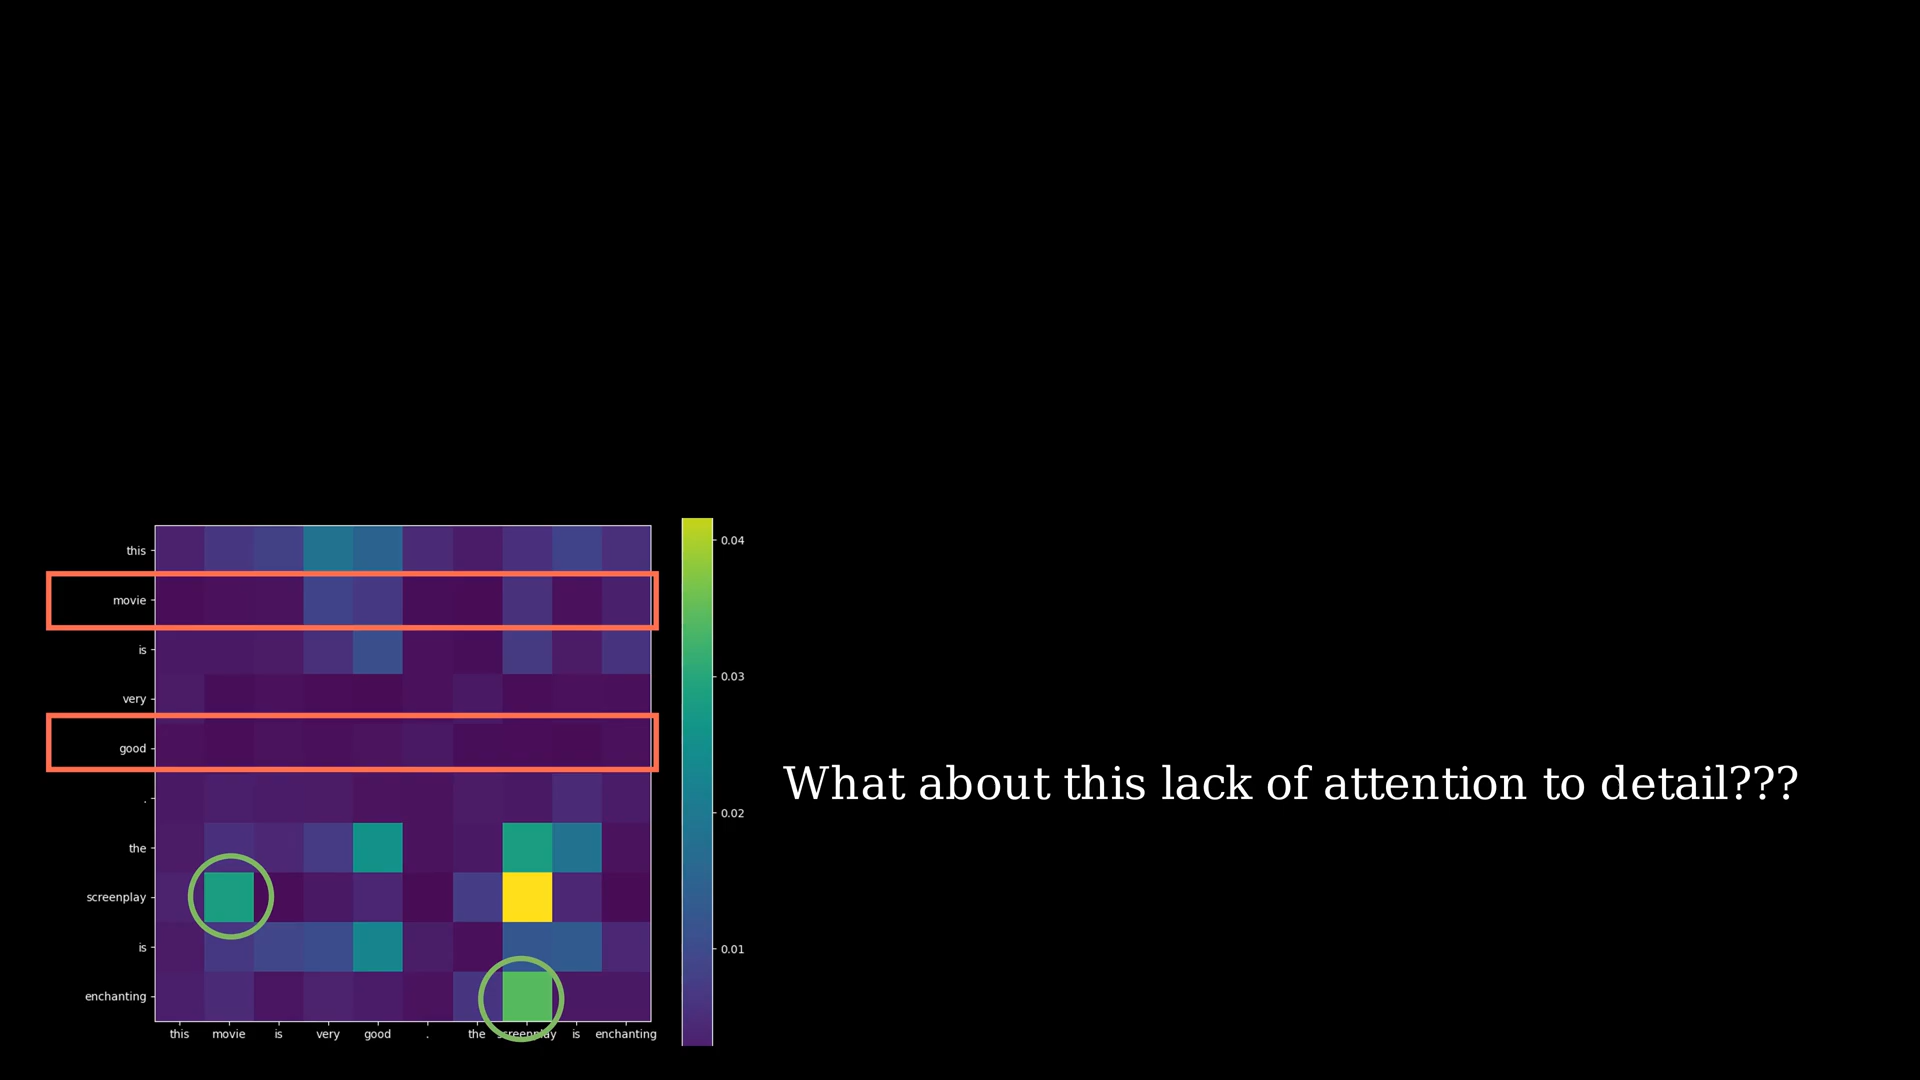 this
movie
is
very
good
.
the
screenplay
is
enchanting
this movie is very good . the screenplay is enchanting
0.04
0.03
0.02
0.01
What about this lack of attention to detail???